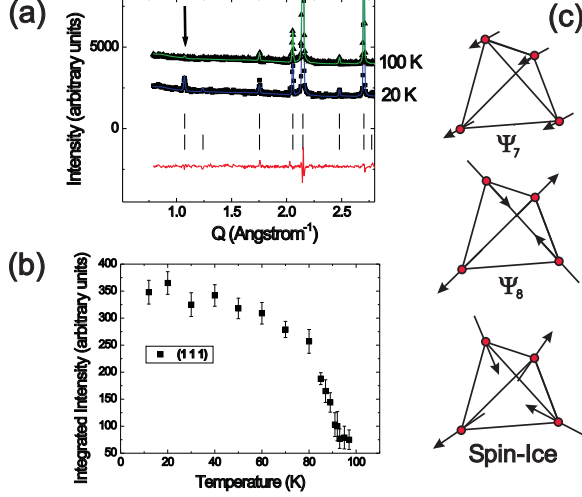 (a)
Intensity (arbitrary units)
5000
0
100 K
20 K
1.0
1.5
2.0
2.5
Q (Angstrom⁻¹)
(b)
Integrated Intensity (arbitrary units)
400
350
300
250
200
150
100
50
(1 1 1)
0
20
40
60
80
100
Temperature (K)
(c)
Ψ₇
Ψ₈
Spin-Ice